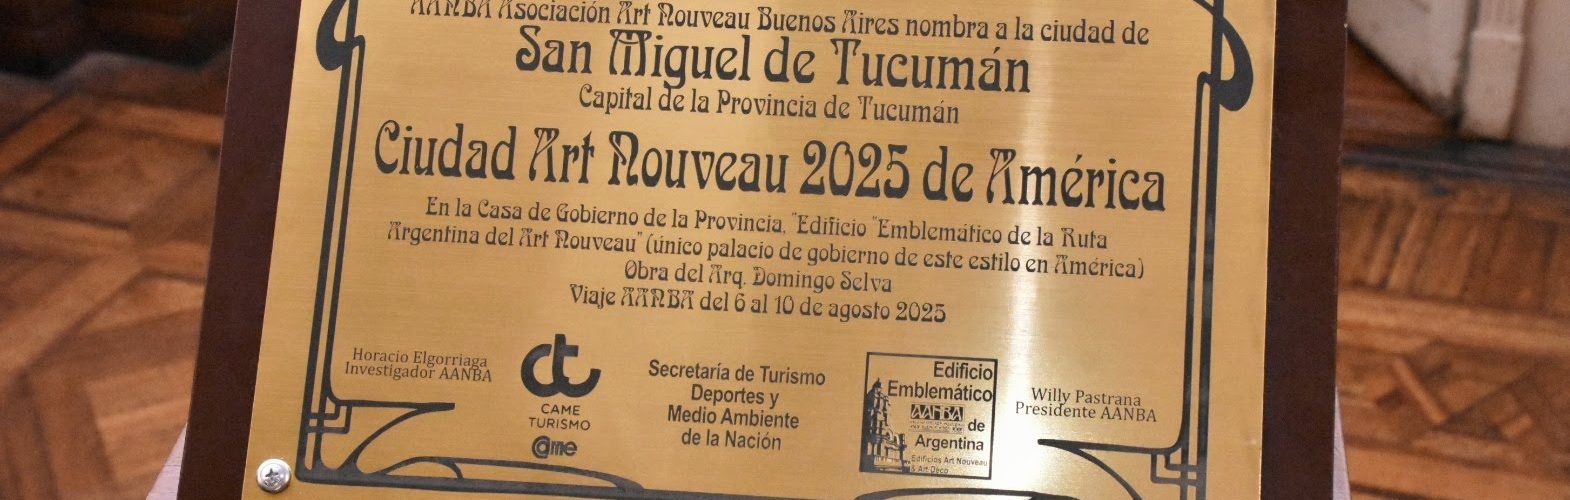 AANBA Asociación Art Nouveau Buenos Aires nombra a la ciudad de
San Miguel de Tucumán
Capital de la Provincia de Tucumán
Ciudad Art Nouveau 2025 de América
En la Casa de Gobierno de la Provincia, "Edificio "Emblemático de la Ruta
Argentina del Art Nouveau" (único palacio de gobierno de este estilo en América)
Obra del Arq. Domingo Selva
Viaje AANBA del 6 al 10 de agosto 2025
Horacio Elgorriaga
Investigador AANBA
ct
CAME
TURISMO
came
Secretaría de Turismo
Deportes y
Medio Ambiente
de la Nación
Edificio
Emblemático
AANBA
de
Argentina
Edificios Art Nouveau
& Art Deco
Willy Pastrana
Presidente AANBA